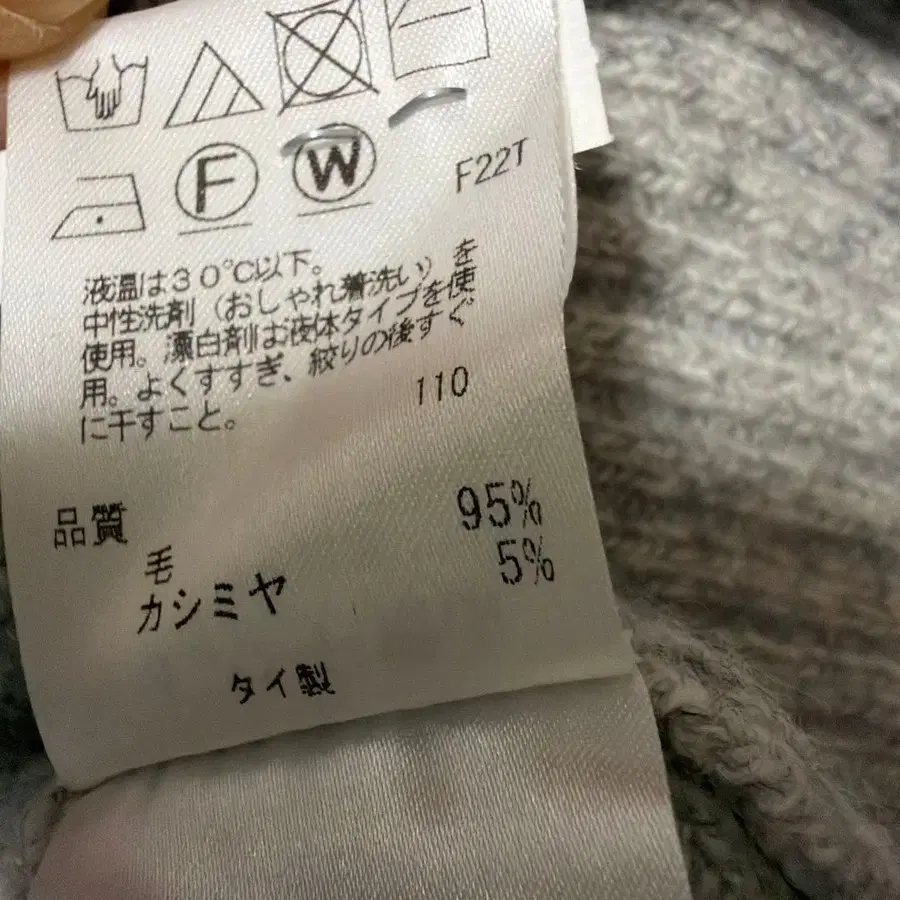 F W F22T
液温は30℃以下。
中性洗剤（おしゃれ着洗い）を
使用。漂白剤は液体タイプを使
用。よくすすぎ、絞りの後すぐ
に干すこと。 110
品質 95%
毛 5%
カシミヤ
タイ製